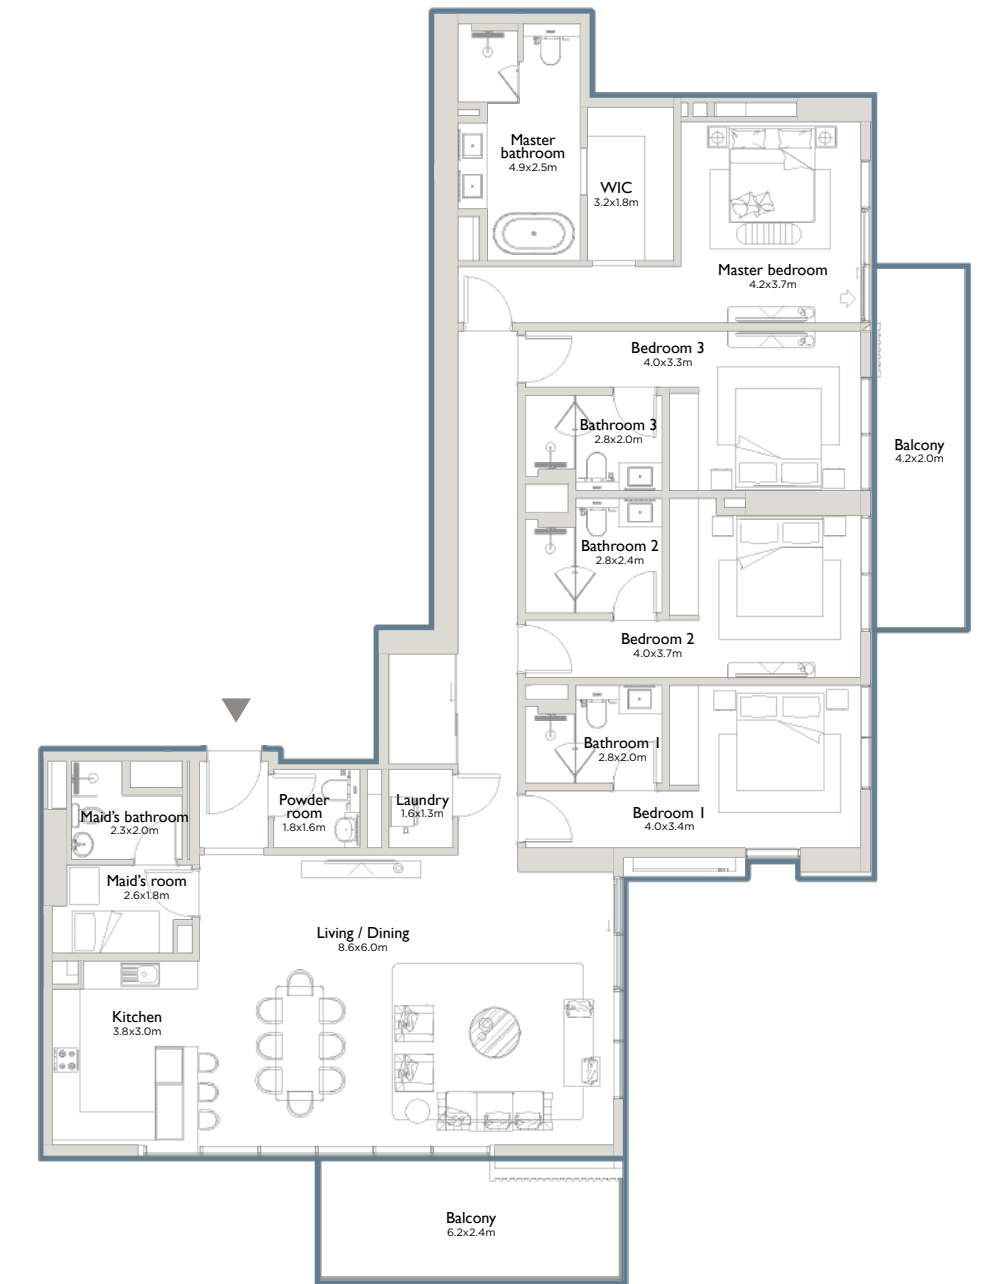 Master
bathroom
4.9x2.5m
WIC
3.2x1.8m
Master bedroom
4.2x3.7m
Bedroom 3
4.0x3.3m
Bathroom 3
2.8x2.0m
Balcony
4.2x2.0m
Bathroom 2
2.8x2.4m
Bedroom 2
4.0x3.7m
Bathroom 1
2.8x2.0m
Bedroom 1
4.0x3.4m
Maid's bathroom
2.3x2.0m
Powder
room
1.8x1.6m
Laundry
1.6x1.3m
Maid's room
2.6x1.8m
Living / Dining
8.6x6.0m
Kitchen
3.8x3.0m
Balcony
6.2x2.4m